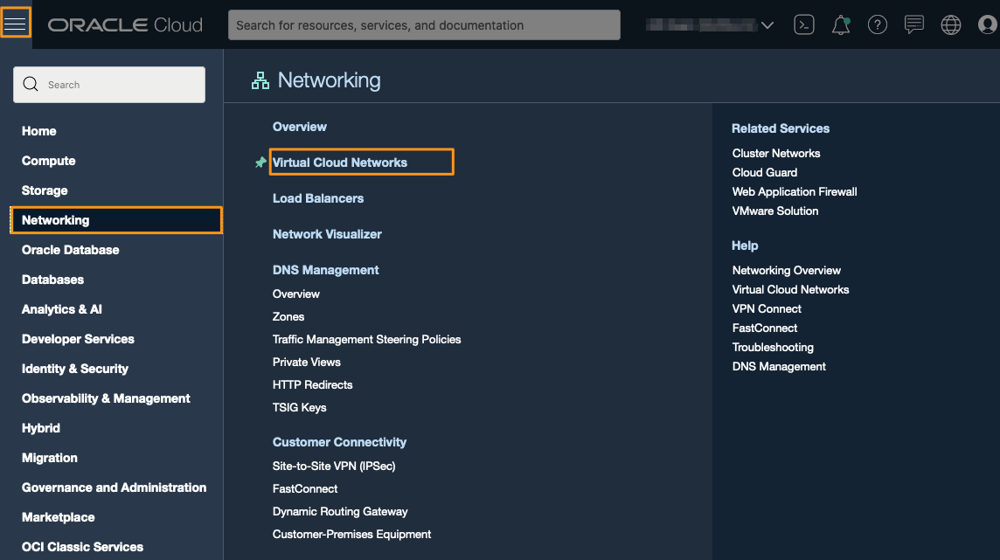 ORACLE Cloud
Search for resources, services, and documentation
Search
Home
Compute
Storage
Networking
Oracle Database
Databases
Analytics & AI
Developer Services
Identity & Security
Observability & Management
Hybrid
Migration
Governance and Administration
Marketplace
OCI Classic Services
Networking
Overview
Virtual Cloud Networks
Load Balancers
Network Visualizer
DNS Management
Overview
Zones
Traffic Management Steering Policies
Private Views
HTTP Redirects
TSIG Keys
Customer Connectivity
Site-to-Site VPN (IPSec)
FastConnect
Dynamic Routing Gateway
Customer-Premises Equipment
Related Services
Cluster Networks
Cloud Guard
Web Application Firewall
VMware Solution
Help
Networking Overview
Virtual Cloud Networks
VPN Connect
FastConnect
Troubleshooting
DNS Management